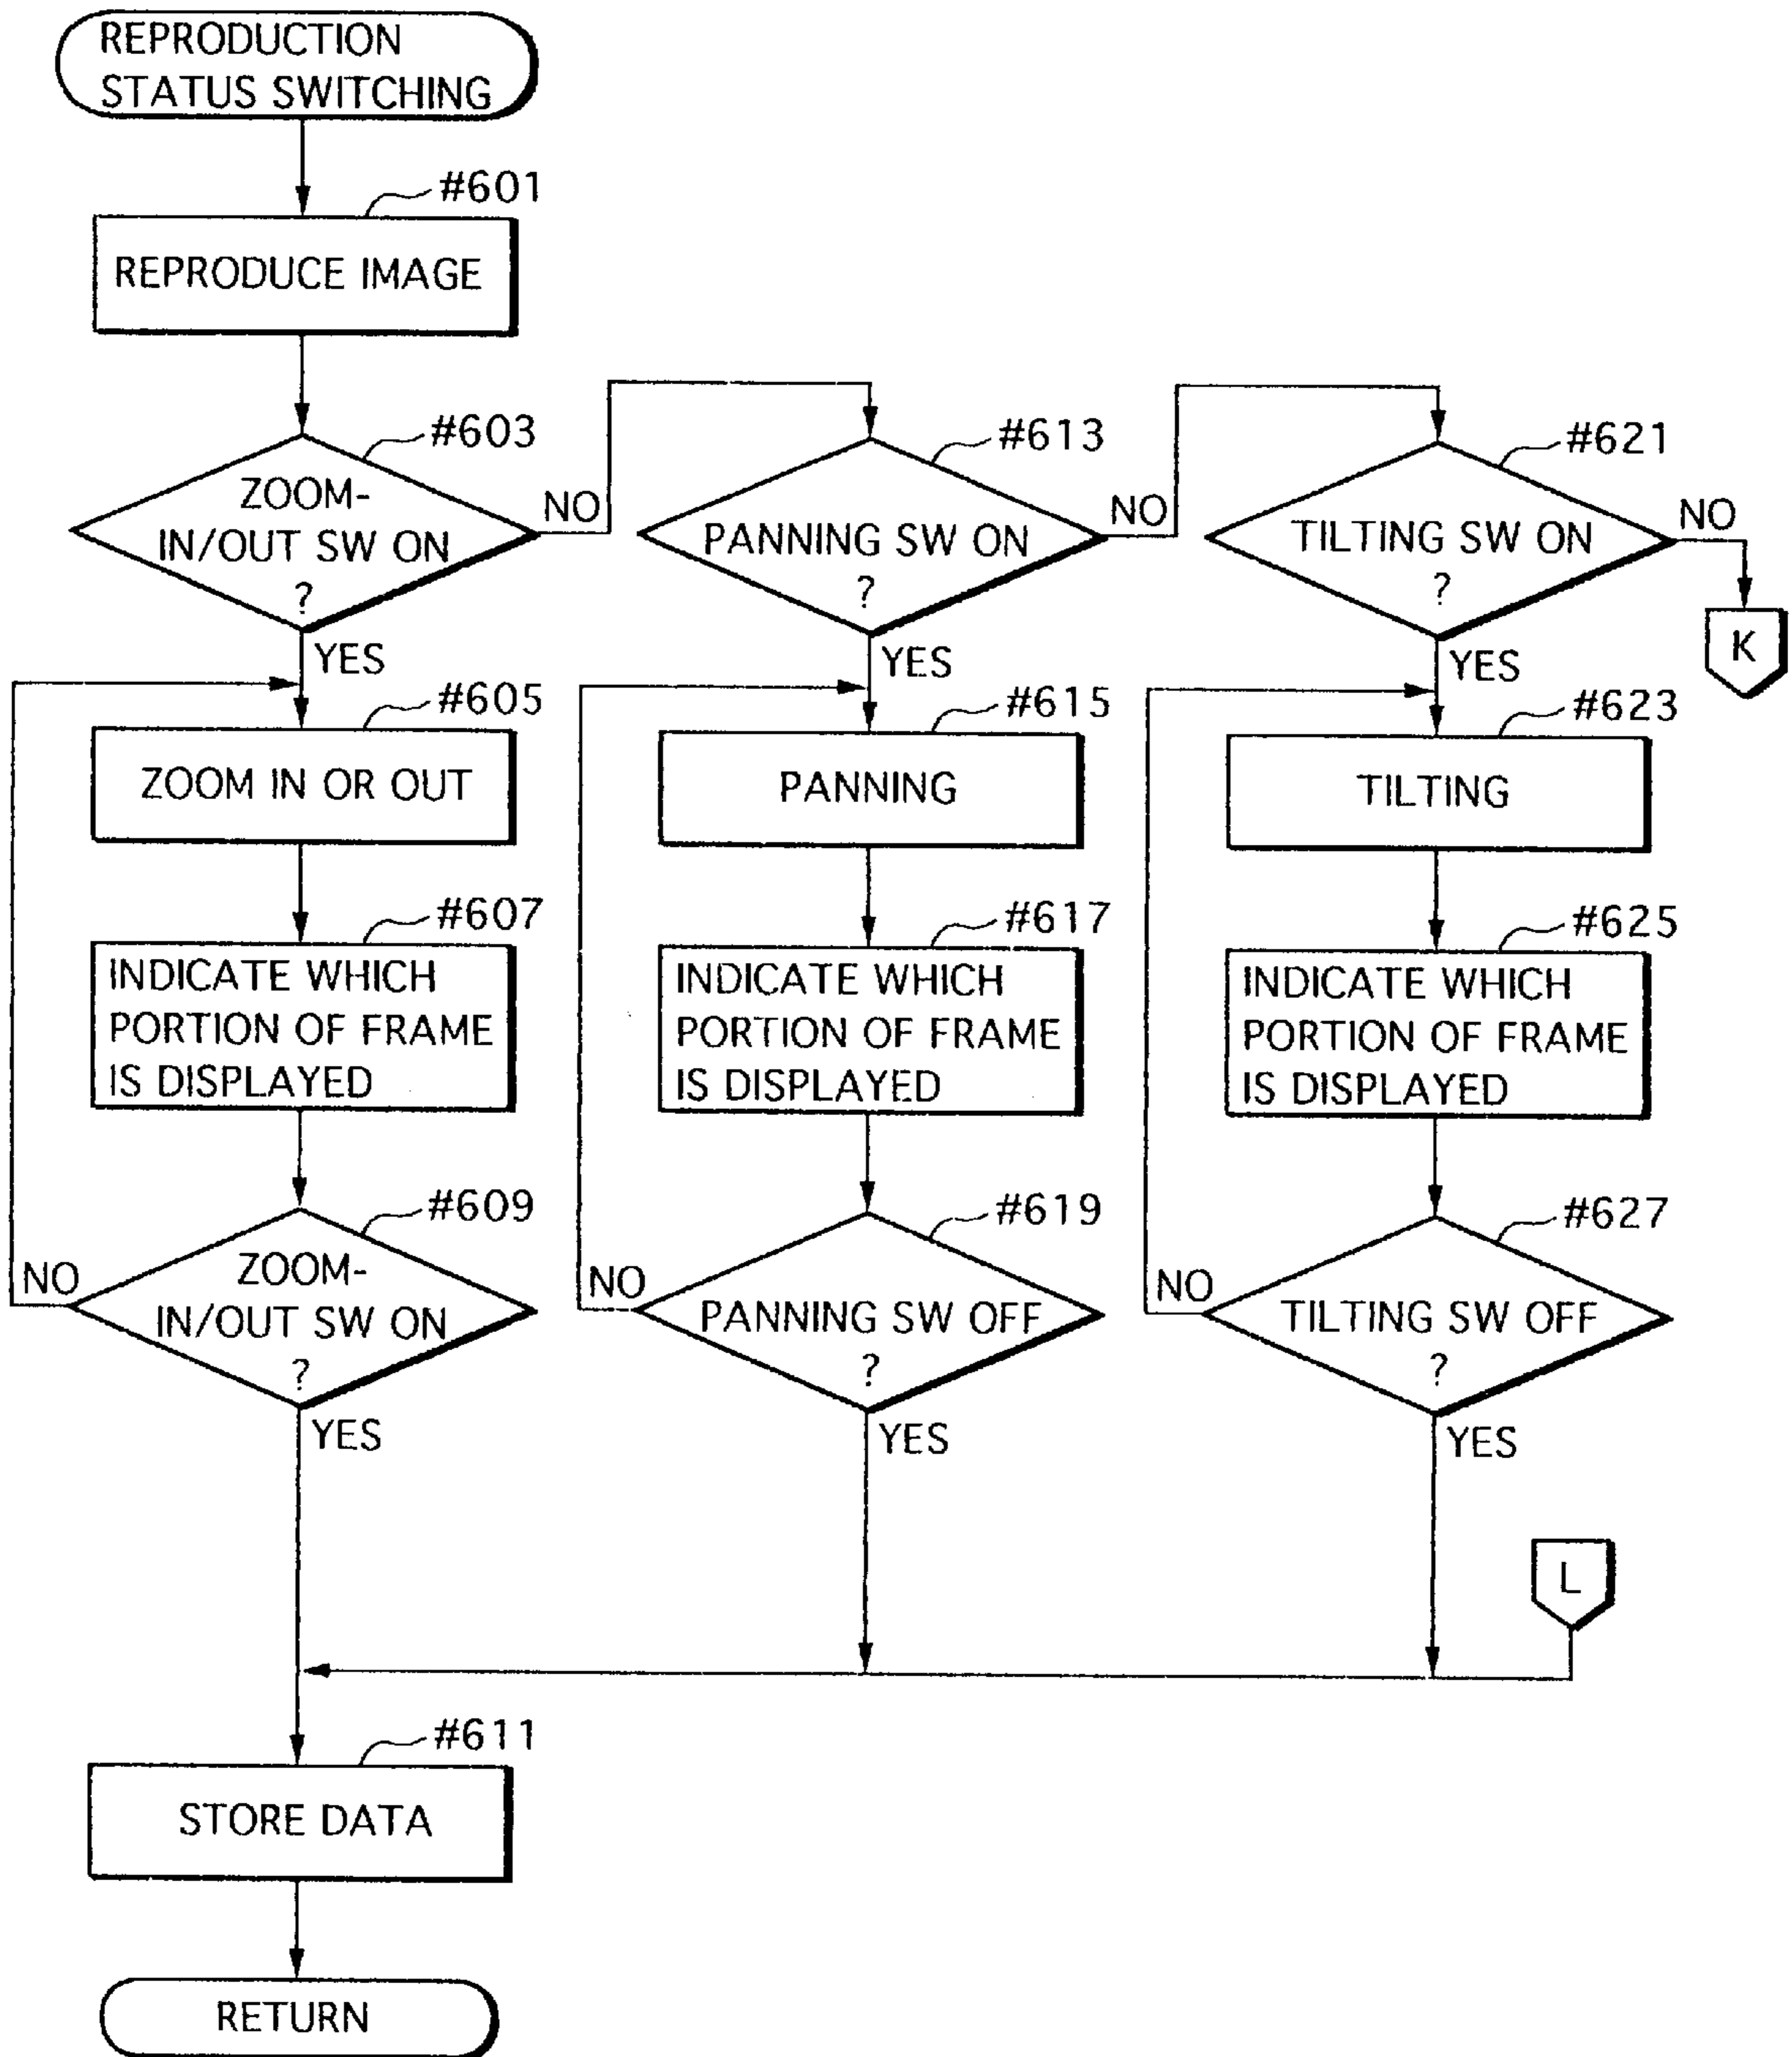 REPRODUCTION
STATUS SWITCHING
#601
REPRODUCE IMAGE
#603
ZOOM-
IN/OUT SW ON
?
NO
YES
#605
ZOOM IN OR OUT
#607
INDICATE WHICH
PORTION OF FRAME
IS DISPLAYED
#609
ZOOM-
IN/OUT SW ON
?
NO
YES
#611
STORE DATA
RETURN
#613
PANNING SW ON
?
NO
YES
#615
PANNING
#617
INDICATE WHICH
PORTION OF FRAME
IS DISPLAYED
#619
PANNING SW OFF
?
NO
YES
#621
TILTING SW ON
?
NO
K
YES
#623
TILTING
#625
INDICATE WHICH
PORTION OF FRAME
IS DISPLAYED
#627
TILTING SW OFF
?
NO
YES
L